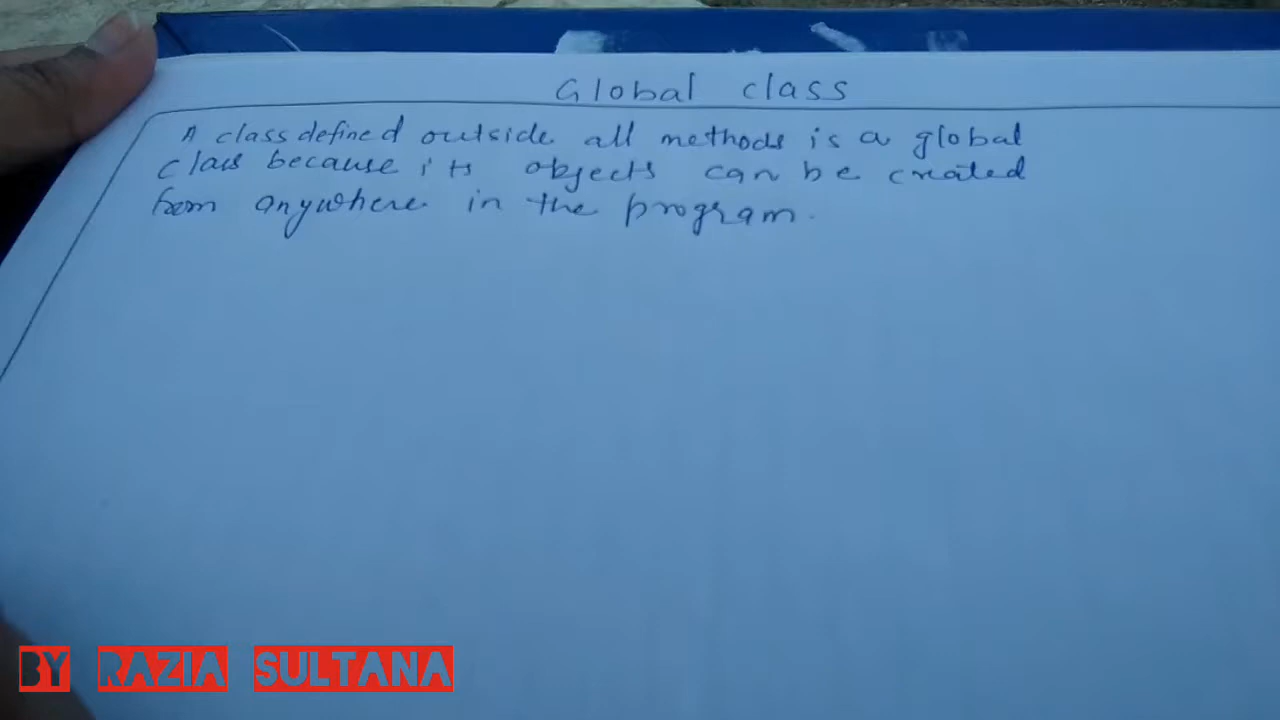 Global class
A class defined outside all methods is a global
class because its objects can be created
from anywhere in the program.
BY RAZIA SULTANA